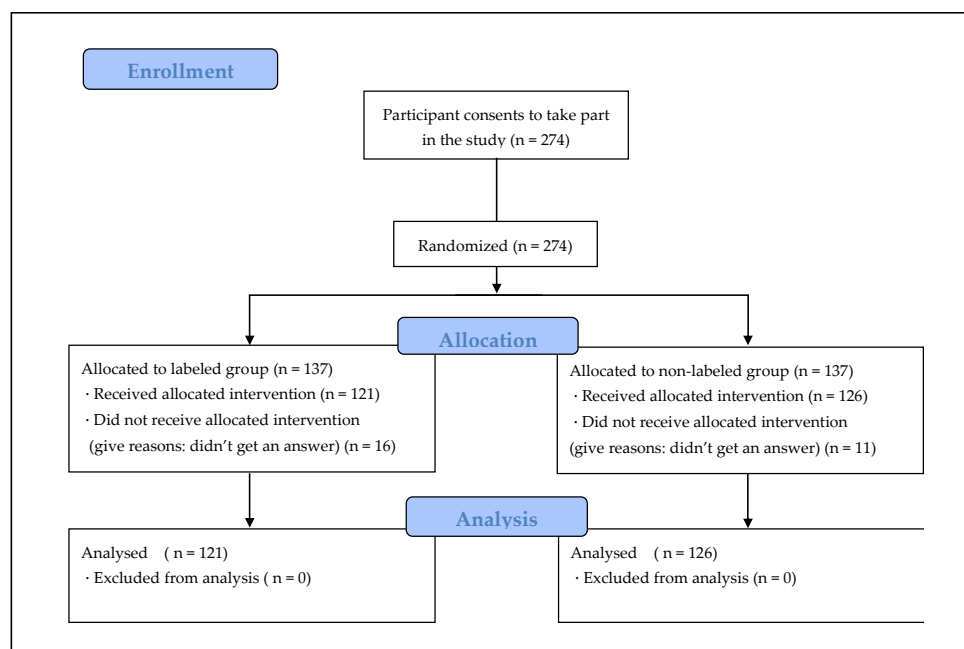 Enrollment
Participant consents to take part
in the study (n = 274)
Randomized (n = 274)
Allocation
Allocated to labeled group (n = 137)
· Received allocated intervention (n = 121)
· Did not receive allocated intervention
(give reasons: didn’t get an answer) (n = 16)
Allocated to non-labeled group (n = 137)
· Received allocated intervention (n = 126)
· Did not receive allocated intervention
(give reasons: didn’t get an answer) (n = 11)
Analysis
Analysed ( n = 121)
· Excluded from analysis ( n = 0)
Analysed ( n = 126)
· Excluded from analysis (n = 0)